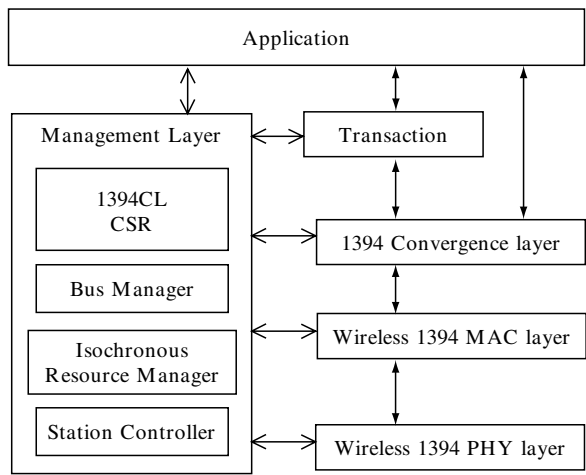 Application
Management Layer
Transaction
1394CL
CSR
1394 Convergence layer
Bus Manager
Wireless 1394 MAC layer
Isochronous
Resource Manager
Station Controller
Wireless 1394 PHY layer